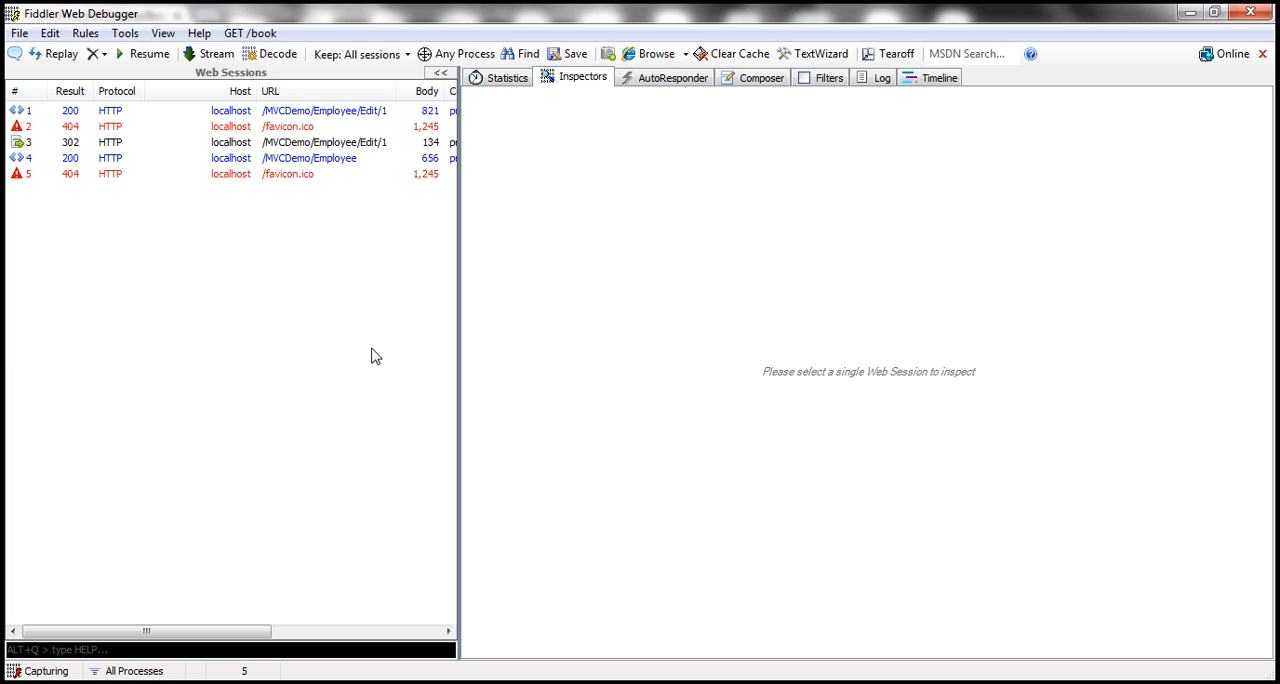 Fiddler Web Debugger
File Edit Rules Tools View Help GET /book
Replay Resume Stream Decode Keep: All sessions Any Process Find Save Browse Clear Cache TextWizard Tearoff MSDN Search... Online
Web Sessions <<
Statistics Inspectors AutoResponder Composer Filters Log Timeline
# Result Protocol Host URL Body C
1 200 HTTP localhost /MVCDemo/Employee/Edit/1 821 pr
2 404 HTTP localhost /favicon.ico 1,245
3 302 HTTP localhost /MVCDemo/Employee/Edit/1 134 pr
4 200 HTTP localhost /MVCDemo/Employee 656 pr
5 404 HTTP localhost /favicon.ico 1,245
Please select a single Web Session to inspect
ALT+Q > type HELP...
Capturing All Processes 5